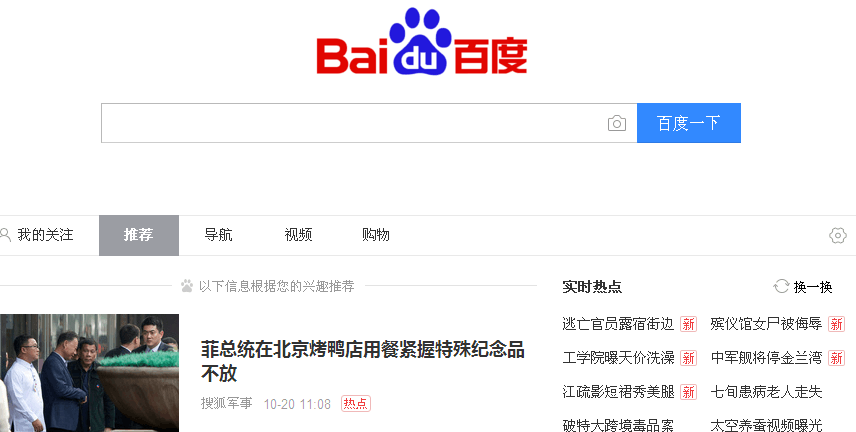 Bai du 百度
百度一下
我的关注 推荐 导航 视频 购物
以下信息根据您的兴趣推荐
菲总统在北京烤鸭店用餐紧握特殊纪念品
不放
搜狐军事 10-20 11:08 热点
实时热点 换一换
逃亡官员露宿街边 新 殡仪馆女尸被侮辱 新
工学院曝天价洗澡 新 中军舰将停金兰湾 新
江疏影短裙秀美腿 新 七旬患病老人走失
破特大跨境毒品案 太空养蚕视频曝光